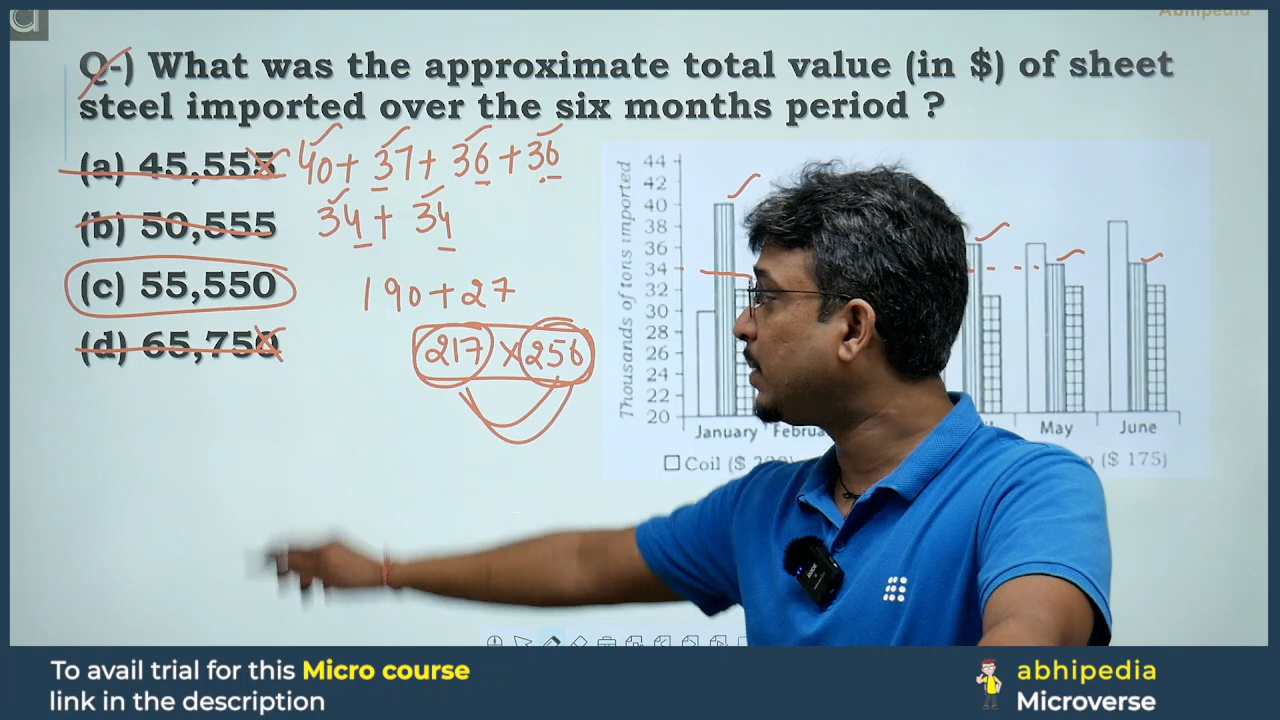 Abhipedia
Q-) What was the approximate total value (in $) of sheet
steel imported over the six months period ?
(a) 45,555
(b) 50,555
(c) 55,550
(d) 65,750
40 + 37 + 36 + 36
34 + 34
190 + 27
217 × 256
Thousands of tons imported
44
42
40
38
36
34
32
30
28
26
24
22
20
January
May
June
Coil ($
($ 175)
To avail trial for this Micro course
link in the description
abhipedia
Microverse